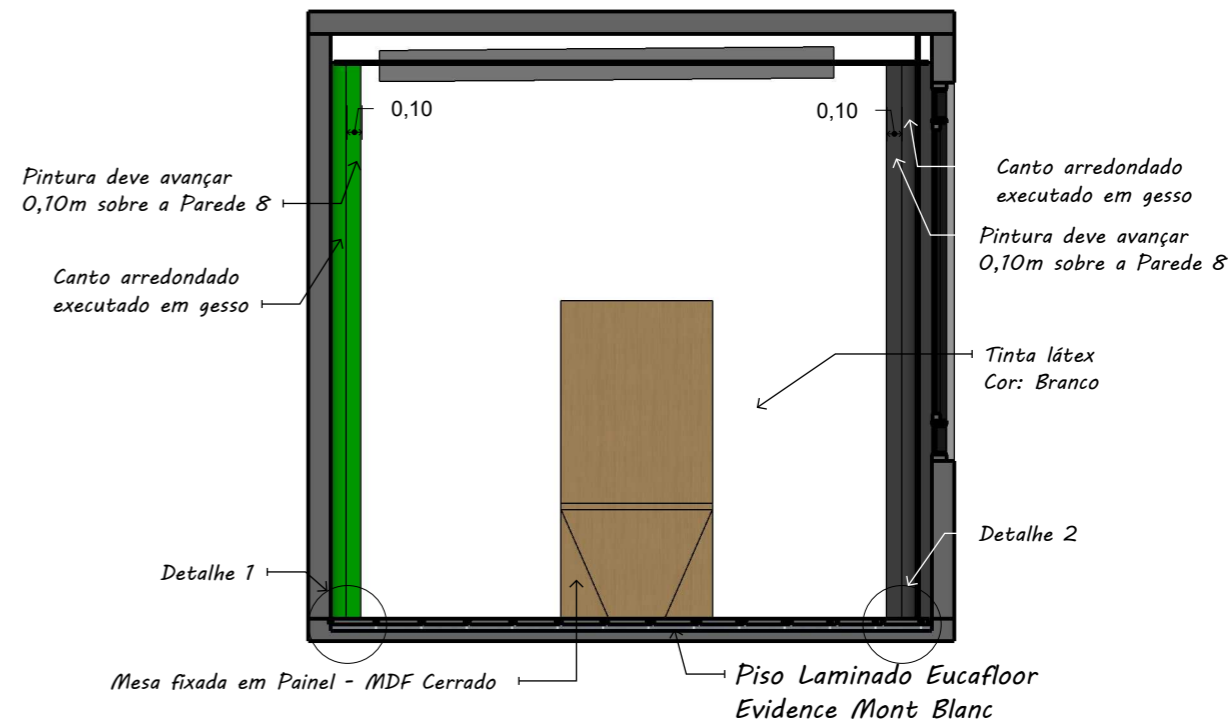 0,10
0,10
Pintura deve avançar
0,10m sobre a Parede 8
Canto arredondado
executado em gesso
Canto arredondado
executado em gesso
Pintura deve avançar
0,10m sobre a Parede 8
Tinta látex
Cor: Branco
Detalhe 2
Detalhe 1
Mesa fixada em Painel - MDF Cerrado
Piso Laminado Eucafloor
Evidence Mont Blanc